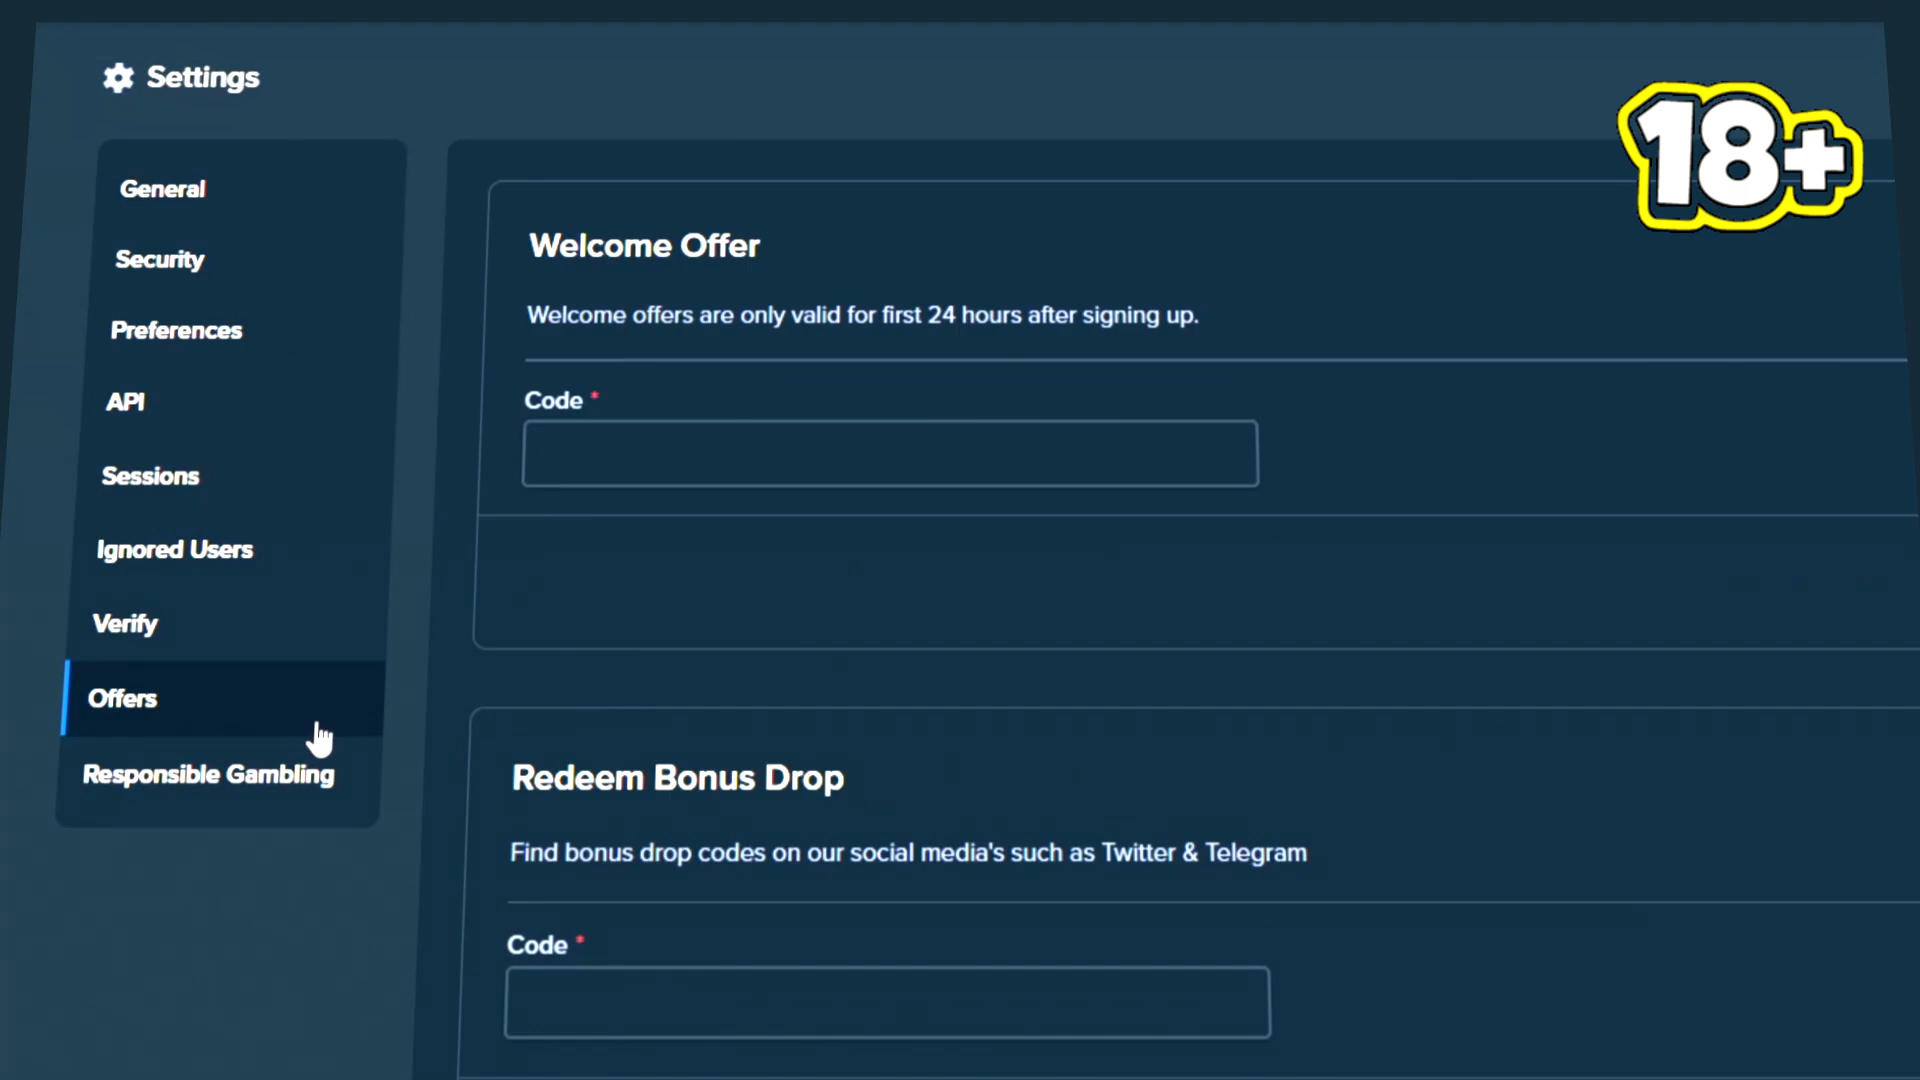 Settings
18+
General
Security
Preferences
API
Sessions
Ignored Users
Verify
Offers
Responsible Gambling
Welcome Offer
Welcome offers are only valid for first 24 hours after signing up.
Code *
Redeem Bonus Drop
Find bonus drop codes on our social media's such as Twitter & Telegram
Code *